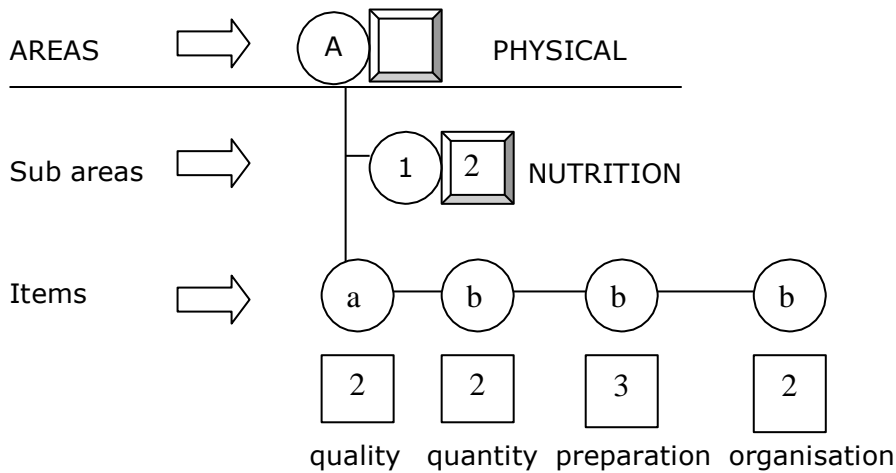 AREAS A PHYSICAL
Sub areas 1 2 NUTRITION
Items a b b b
2 2 3 2
quality quantity preparation organisation